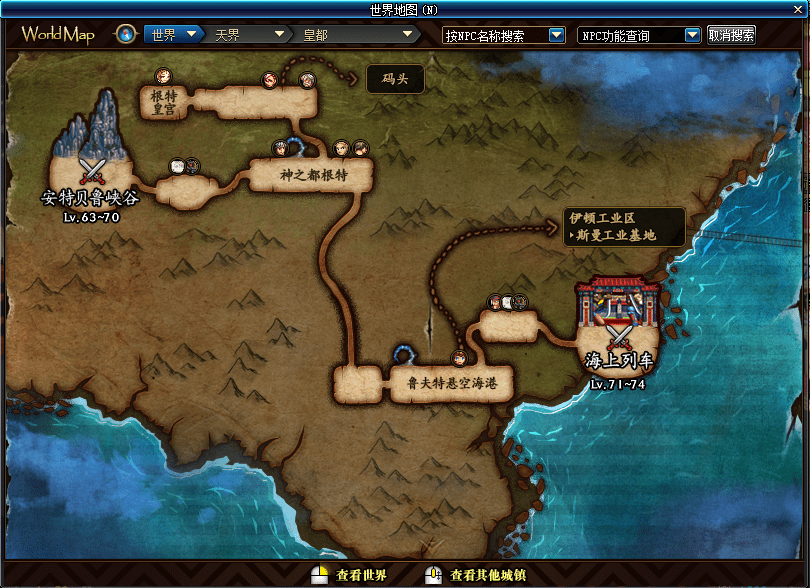 世界地图 (N)
World Map
世界
天界
皇都
按NPC名称搜索
NPC功能查询
取消搜索
码头
根特
皇宫
神之都根特
安特贝鲁峡谷
Lv.63~70
伊顿工业区
斯曼工业基地
海上列车
Lv.71~74
鲁夫特悬空海港
查看世界
查看其他城镇